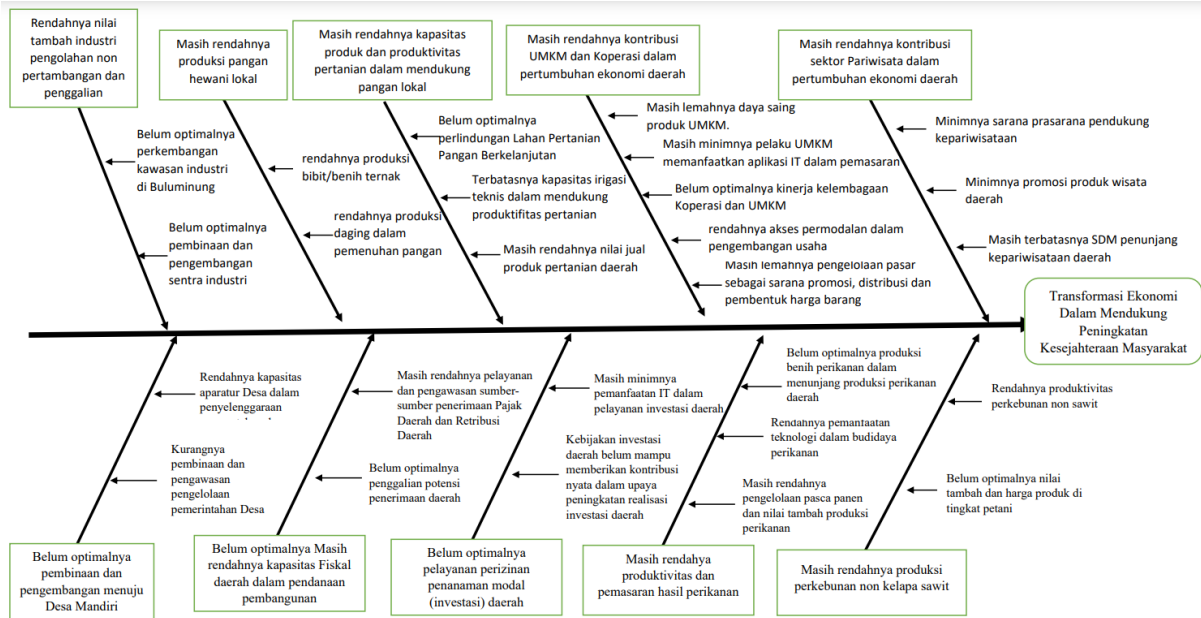 Rendahnya nilai
tambah industri
pengolahan non
pertambangan dan
penggalian
Masih rendahnya
produksi pangan
hewani lokal
Masih rendahnya kapasitas
produk dan produktivitas
pertanian dalam mendukung
pangan lokal
Masih rendahnya kontribusi
UMKM dan Koperasi dalam
pertumbuhan ekonomi daerah
Masih rendahnya kontribusi
sektor Pariwisata dalam
pertumbuhan ekonomi daerah
Belum optimalnya
perkembangan
kawasan industri
di Buluminung
Belum optimalnya
pembinaan dan
pengembangan
sentra industri
rendahnya produksi
bibit/benih ternak
rendahnya produksi
daging dalam
pemenuhan pangan
Belum optimalnya
perlindungan Lahan Pertanian
Pangan Berkelanjutan
Terbatasnya kapasitas irigasi
teknis dalam mendukung
produktifitas pertanian
Masih rendahnya nilai jual
produk pertanian daerah
Masih lemahnya daya saing
produk UMKM.
Masih minimnya pelaku UMKM
memanfaatkan aplikasi IT dalam pemasaran
Belum optimalnya kinerja kelembagaan
Koperasi dan UMKM
rendahnya akses permodalan dalam
pengembangan usaha
Masih lemahnya pengelolaan pasar
sebagai sarana promosi, distribusi dan
pembentuk harga barang
Minimnya sarana prasarana pendukung
kepariwisataan
Minimnya promosi produk wisata
daerah
Masih terbatasnya SDM penunjang
kepariwisataan daerah
Transformasi Ekonomi
Dalam Mendukung
Peningkatan
Kesejahteraan Masyarakat
Rendahnya kapasitas
aparatur Desa dalam
penyelenggaraan
Kurangnya
pembinaan dan
pengawasan
pengelolaan
pemerintahan Desa
Masih rendahnya pelayanan
dan pengawasan sumber-
sumber penerimaan Pajak
Daerah dan Retribusi
Daerah
Belum optimalnya
penggalian potensi
penerimaan daerah
Masih minimnya
pemanfaatan IT dalam
pelayanan investasi daerah
Kebijakan investasi
daerah belum mampu
memberikan kontribusi
nyata dalam upaya
peningkatan realisasi
investasi daerah
Belum optimalnya produksi
benih perikanan dalam
menunjang produksi perikanan
daerah
Rendahnya pemanfaatan
teknologi dalam budidaya
perikanan
Masih rendahnya
pengelolaan pasca panen
dan nilai tambah produksi
perikanan
Rendahnya produktivitas
perkebunan non sawit
Belum optimalnya nilai
tambah dan harga produk di
tingkat petani
Belum optimalnya
pembinaan dan
pengembangan menuju
Desa Mandiri
Belum optimalnya Masih
rendahnya kapasitas Fiskal
daerah dalam pendanaan
pembangunan
Belum optimalnya
pelayanan perizinan
penanaman modal
(investasi) daerah
Masih rendahya
produktivitas dan
pemasaran hasil perikanan
Masih rendahnya produksi
perkebunan non kelapa sawit